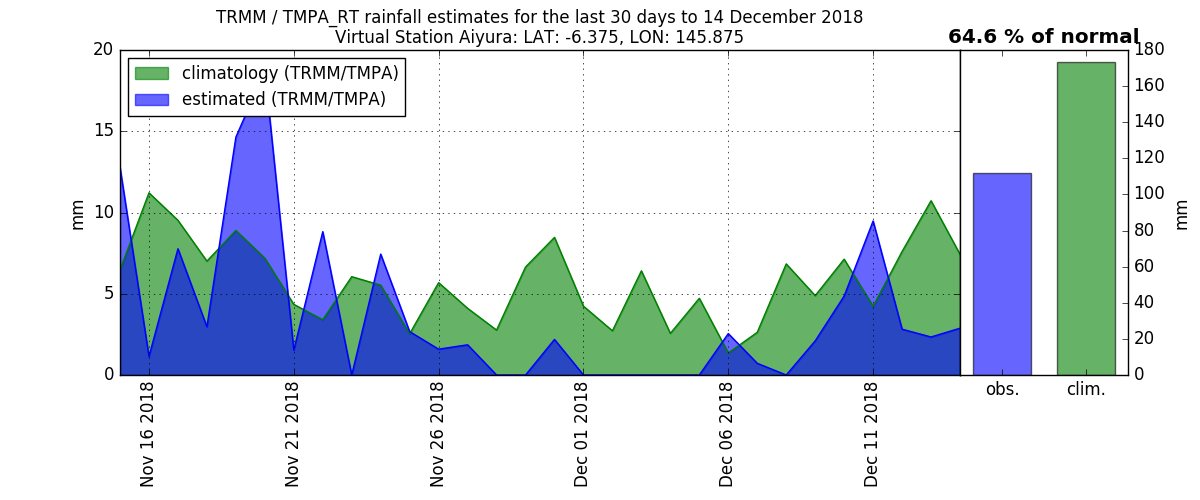 TRMM / TMPA_RT rainfall estimates for the last 30 days to 14 December 2018
Virtual Station Aiyura: LAT: -6.375, LON: 145.875
64.6 % of normal
climatology (TRMM/TMPA)
estimated (TRMM/TMPA)
20
15
10
5
0
mm
Nov 16 2018
Nov 21 2018
Nov 26 2018
Dec 01 2018
Dec 06 2018
Dec 11 2018
obs.
clim.
180
160
140
120
100
80
60
40
20
0
mm